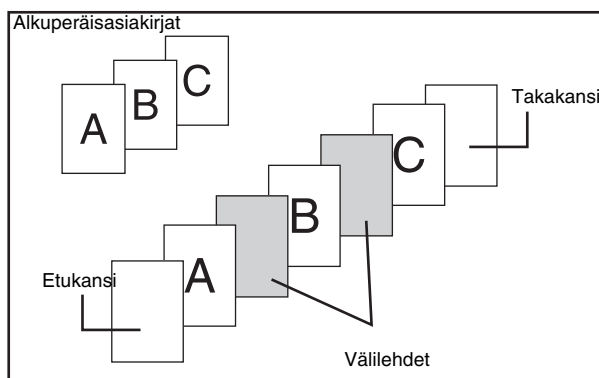 Alkuperäisasiakirjat
C
B
A
Takakansi
C
B
A
Etukansi
Välilehdet